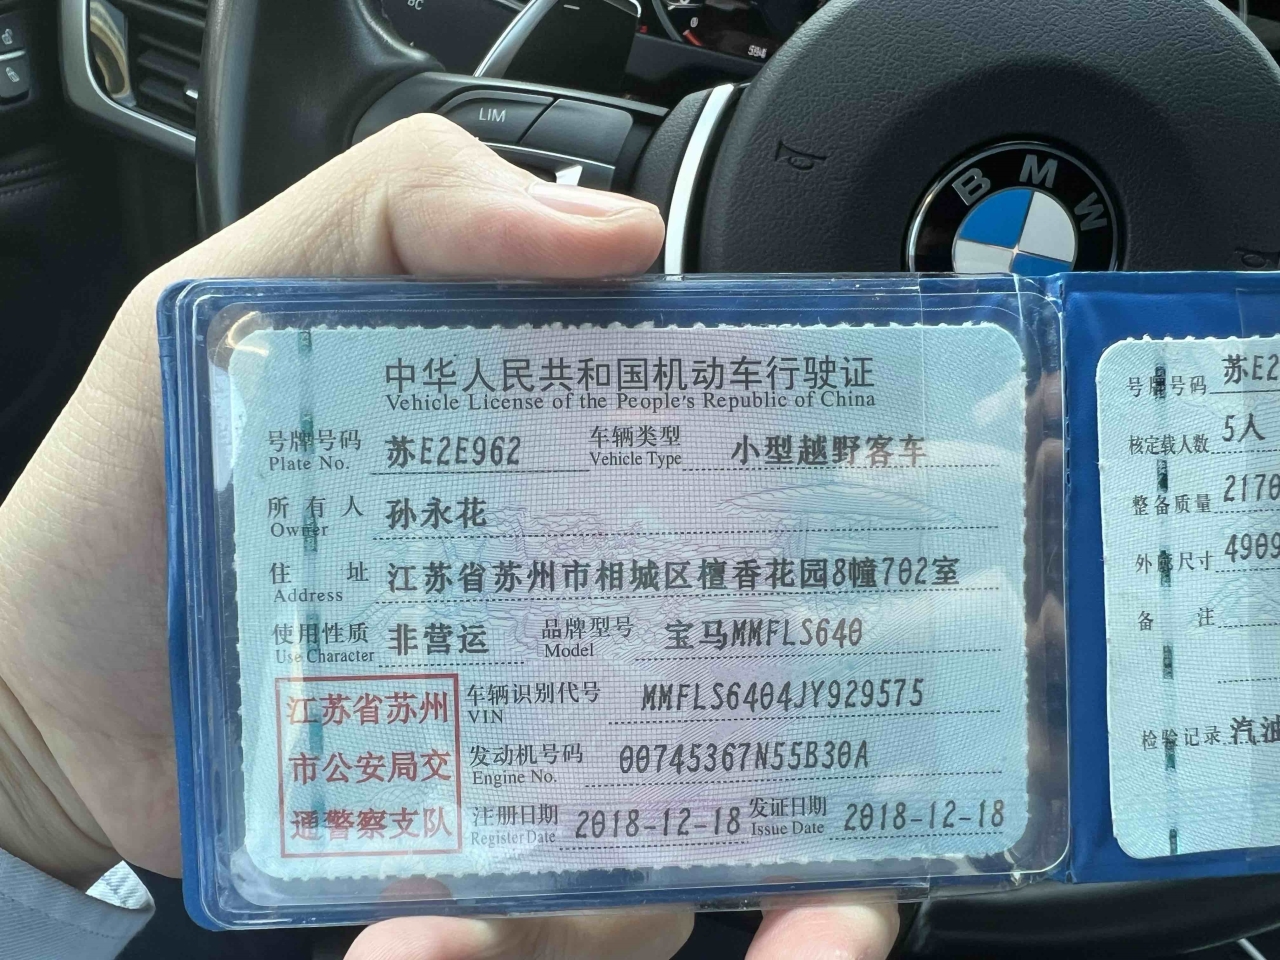 LIM
BMW
中华人民共和国机动车行驶证
Vehicle License of the People's Republic of China
号牌号码 苏E2E962 车辆类型 小型越野客车
Plate No. Vehicle Type
所有人 孙永花
Owner
住址 江苏省苏州市相城区檀香花园8幢702室
Address
使用性质 非营运 品牌型号 宝马MMFLS640
Use Character Model
江苏省苏州
市公安局交
通警察支队
车辆识别代号 MMFLS6404JY929575
VIN
发动机号码 00745367N55B30A
Engine No.
注册日期 2018-12-18 发证日期 2018-12-18
Register Date Issue Date
号牌号码 苏E2
核定载人数 5人
整备质量 2170
外廓尺寸 4909
备注
检验记录 汽油